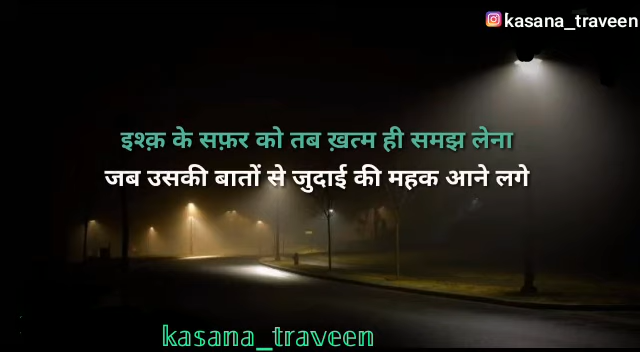 kasana_traveen
इश्क़ के सफ़र को तब ख़त्म ही समझ लेना
जब उसकी बातों से जुदाई की महक आने लगे
kasana_traveen